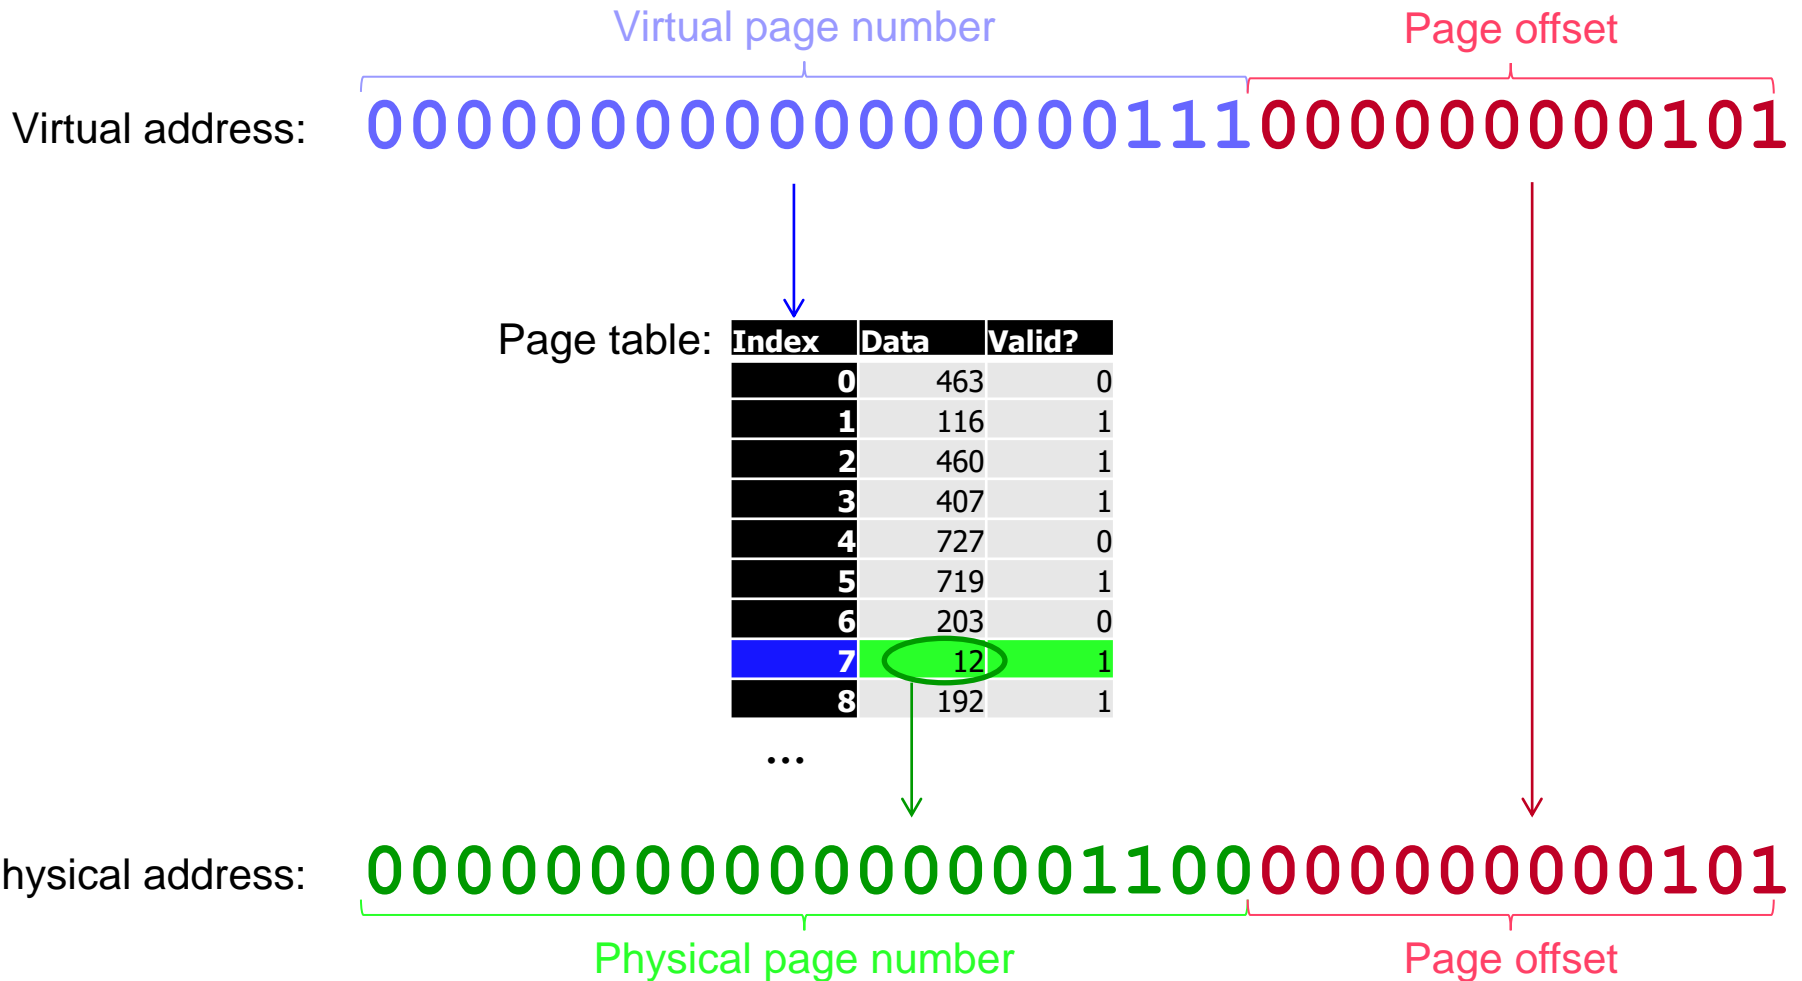 Virtual page number Page offset
Virtual address: 00000000000000000111000000000101
Page table:
Index Data Valid?
0 463 0
1 116 1
2 460 1
3 407 1
4 727 0
5 719 1
6 203 0
7 12 1
8 192 1
...
hysical address: 00000000000000001100000000000101
Physical page number Page offset